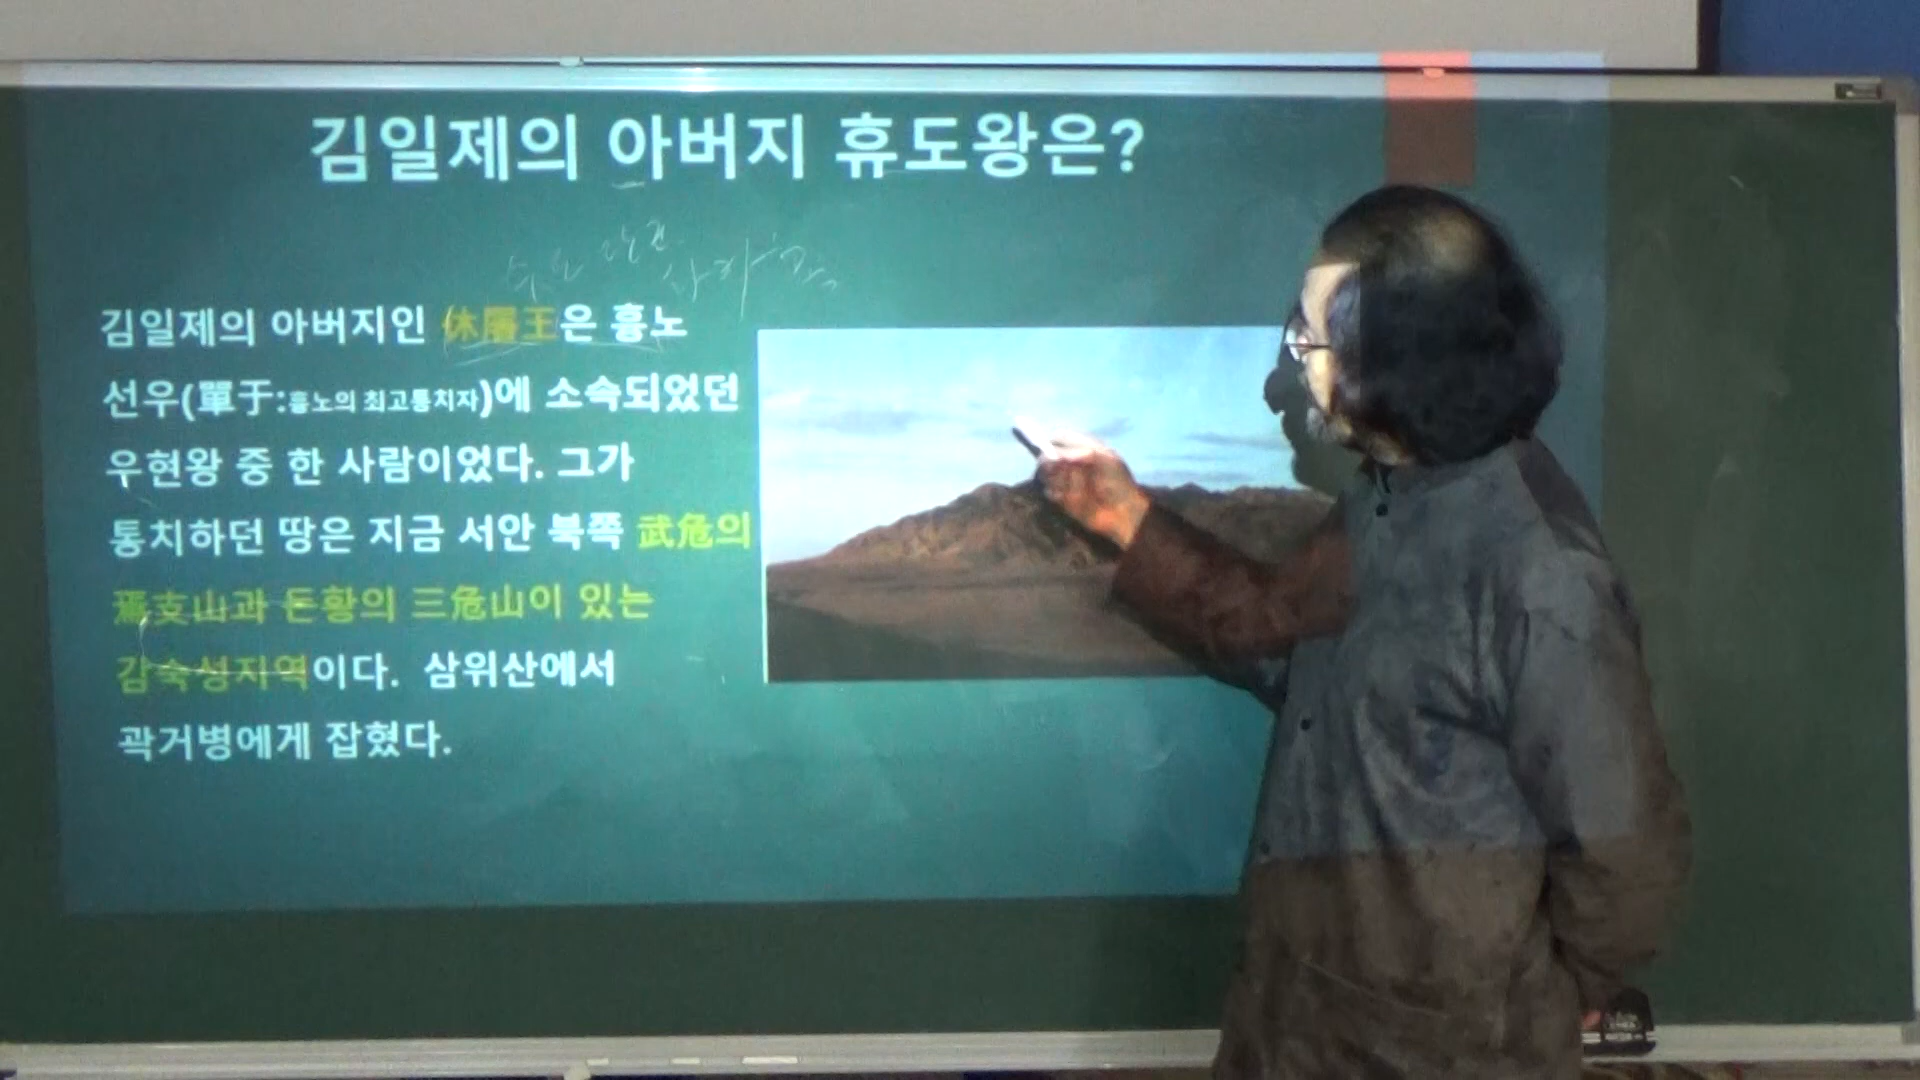 김일제의 아버지 휴도왕은?
김일제의 아버지인 休屠王은 흉노
선우(單于:흉노의 최고통치자)에 소속되었던
우현왕 중 한 사람이었다. 그가
통치하던 땅은 지금 서안 북쪽 武危의
焉支山과 돈황의 三危山이 있는
감숙성지역이다. 삼위산에서
곽거병에게 잡혔다.